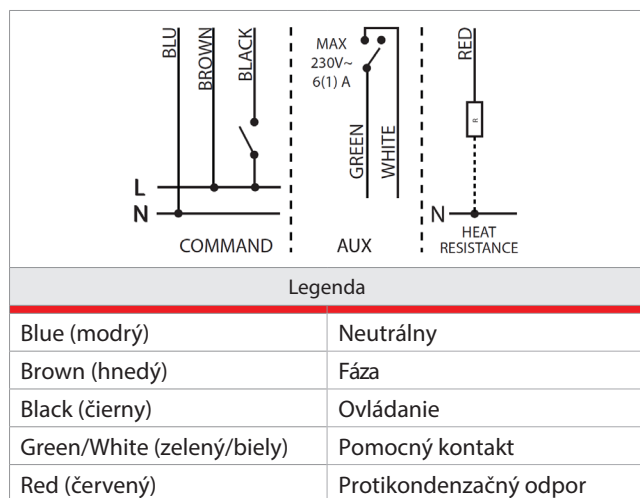 BLU
BROWN
BLACK
L
N
COMMAND
MAX
230V~
6(1) A
GREEN
WHITE
AUX
RED
R
N
HEAT
RESISTANCE
Legenda
Blue (modrý) Neutrálny
Brown (hnedý) Fáza
Black (čierny) Ovládanie
Green/White (zelený/biely) Pomocný kontakt
Red (červený) Protikondenzačný odpor